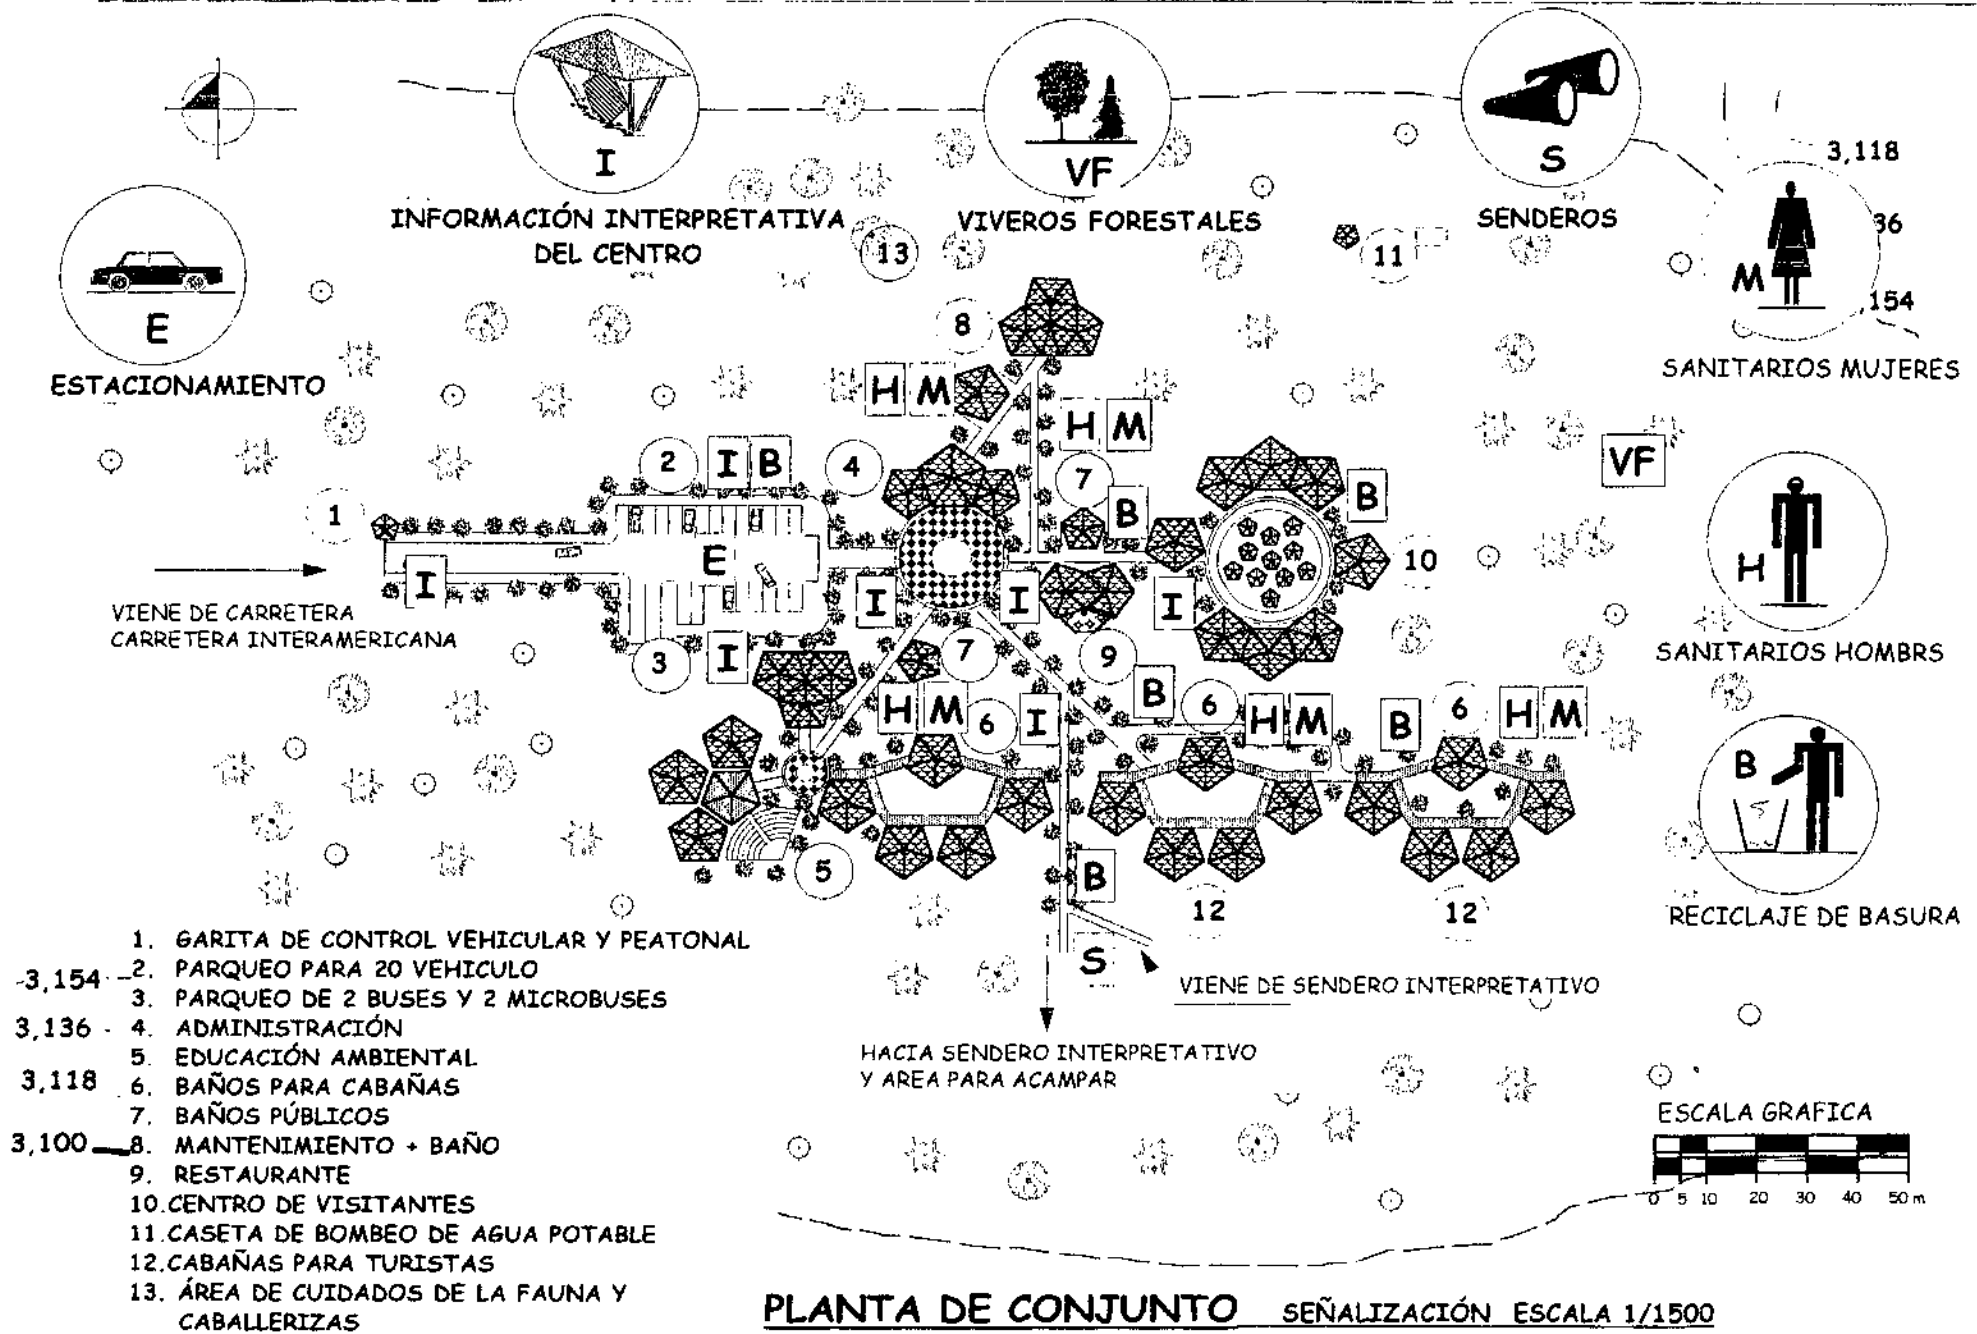 I
VF
S
3,118
INFORMACIÓN INTERPRETATIVA
DEL CENTRO
VIVEROS FORESTALES
SENDEROS
36
M
,154
SANITARIOS MUJERES
E
ESTACIONAMIENTO
13
11
8
H M
H M
2
I B
4
7
B
B
VF
1
E
10
H
SANITARIOS HOMBRS
I
I
I
I
VIENE DE CARRETERA
CARRETERA INTERAMERICANA
3
I
7
9
H M
6
I
B
6
H M
B
6
H M
B
RECICLAJE DE BASURA
5
B
12
12
S
VIENE DE SENDERO INTERPRETATIVO
HACIA SENDERO INTERPRETATIVO
Y AREA PARA ACAMPAR
1. GARITA DE CONTROL VEHICULAR Y PEATONAL
-3,154 2. PARQUEO PARA 20 VEHICULO
3. PARQUEO DE 2 BUSES Y 2 MICROBUSES
3,136 - 4. ADMINISTRACIÓN
5. EDUCACIÓN AMBIENTAL
3,118 6. BAÑOS PARA CABAÑAS
7. BAÑOS PÚBLICOS
3,100 8. MANTENIMIENTO + BAÑO
9. RESTAURANTE
10.CENTRO DE VISITANTES
11.CASETA DE BOMBEO DE AGUA POTABLE
12.CABAÑAS PARA TURISTAS
13. ÁREA DE CUIDADOS DE LA FAUNA Y
CABALLERIZAS
ESCALA GRAFICA
0 5 10 20 30 40 50 m
PLANTA DE CONJUNTO SEÑALIZACIÓN ESCALA 1/1500